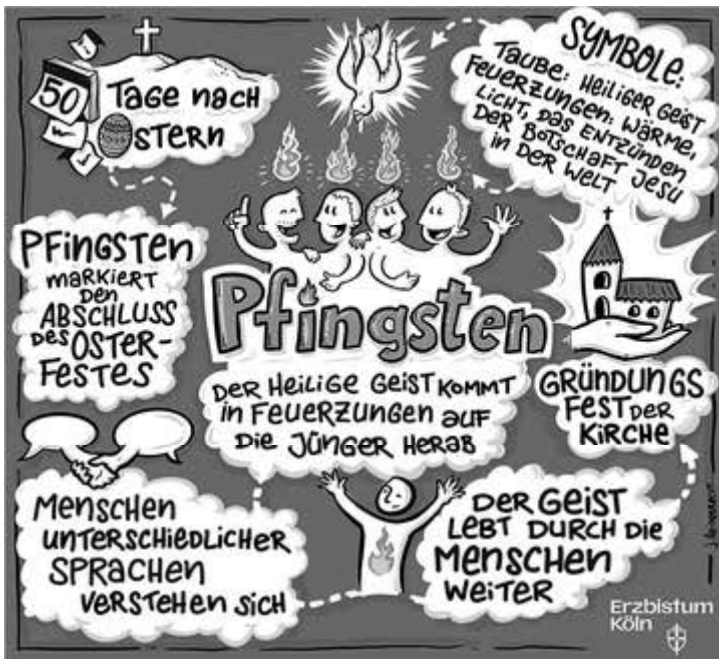 50
TAGE NACH
OSTERN
PFINGSTEN
MARKIERT
DEN
ABSCHLUSS
DES OSTER-
FESTES
SYMBOLE:
TAUBE: HEILIGER GEIST
FEUERZUNGEN: WÄRME,
LICHT, DAS ENTZÜNDEN
DER BOTSCHAFT JESU
IN DER WELT
Pfingsten
DER HEILIGE GEIST KOMMT
IN FEUERZUNGEN AUF
DIE JÜNGER HERAB
GRÜNDUNGS
FEST DER
KIRCHE
MENSCHEN
UNTERSCHIEDLICHER
SPRACHEN
VERSTEHEN SICH
DER GEIST
LEBT DURCH DIE
MENSCHEN
WEITER
Erzbistum
Köln